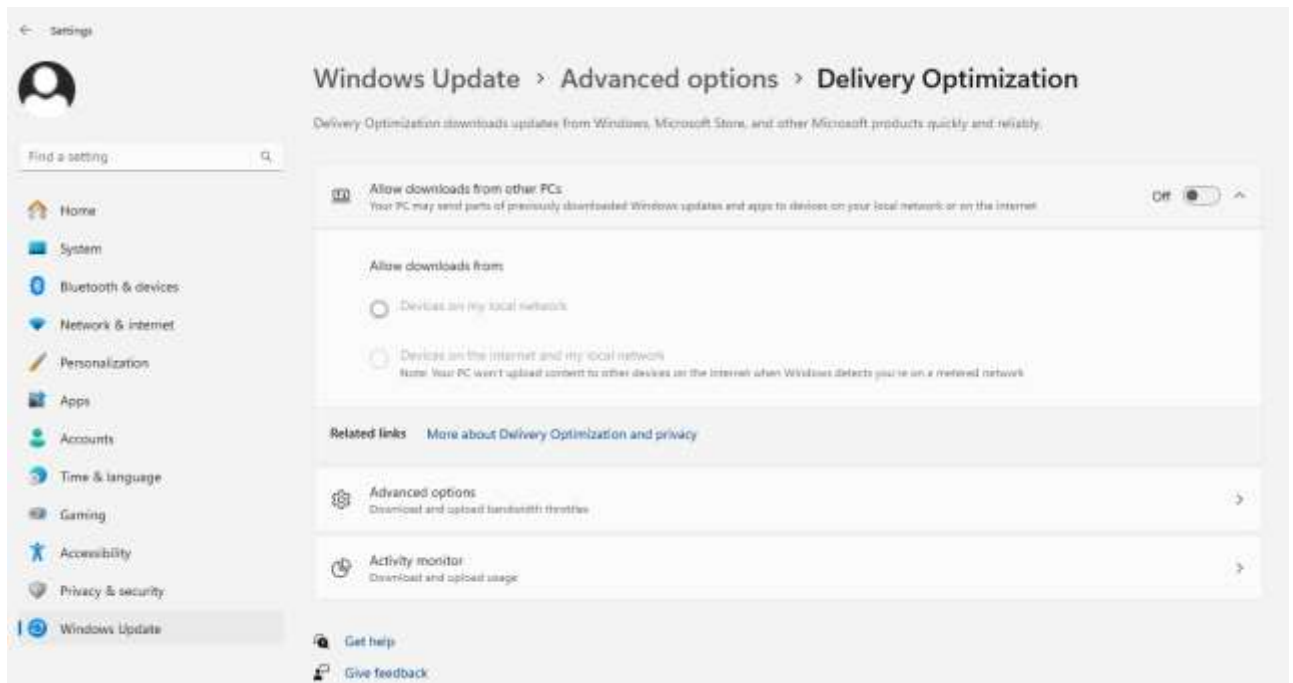 Settings
Windows Update > Advanced options > Delivery Optimization
Delivery Optimization downloads updates from Windows, Microsoft Store, and other Microsoft products quickly and reliably.
Find a setting
Home
System
Bluetooth & devices
Network & internet
Personalization
Apps
Accounts
Time & language
Gaming
Accessibility
Privacy & security
Windows Update
Allow downloads from other PCs
Your PC may send parts of previously downloaded Windows updates and apps to devices on your local network or on the internet
Off
Allow downloads from
Devices on my local network
Devices on the internet and my local network
Note: Your PC won't upload content to other devices on the internet when Windows detects you're on a metered network
Related links More about Delivery Optimization and privacy
Advanced options
Download and upload bandwidth throttles
Activity monitor
Download and upload usage
Get help
Give feedback